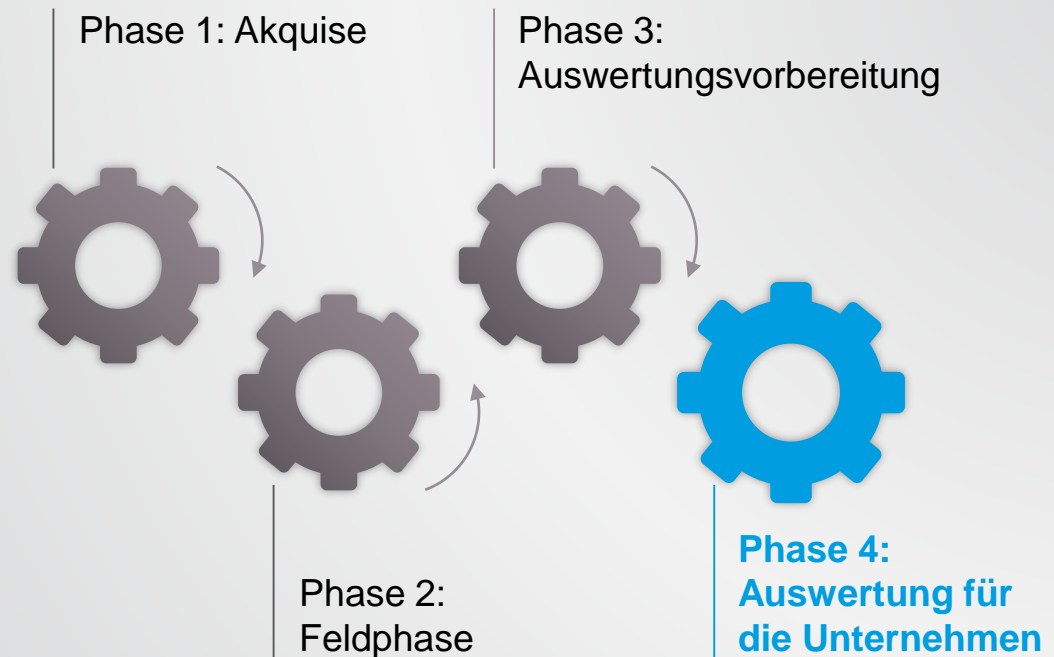 Phase 1: Akquise
Phase 3:
Auswertungsvorbereitung
Phase 2:
Feldphase
Phase 4:
Auswertung für
die Unternehmen